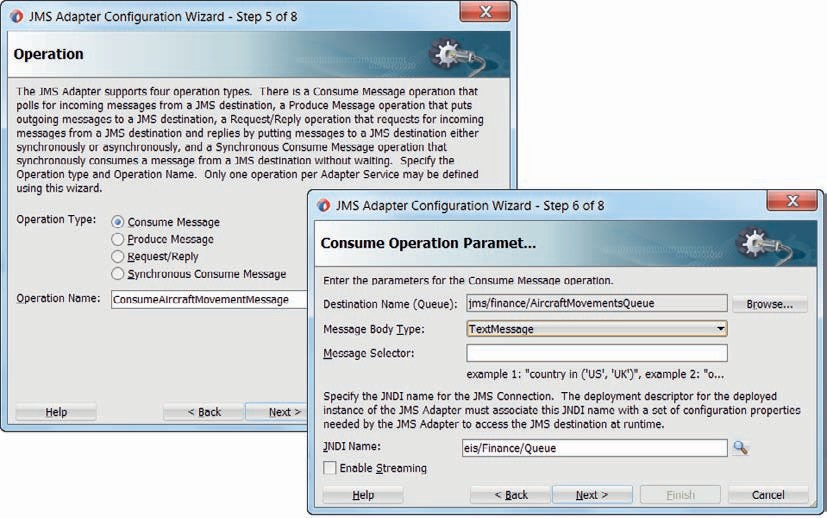 JMS Adapter Configuration Wizard - Step 5 of 8
Operation
The JMS Adapter supports four operation types. There is a Consume Message operation that
polls for incoming messages from a JMS destination, a Produce Message operation that puts
outgoing messages to a JMS destination, a Request/Reply operation that requests for incoming
messages from a JMS destination and replies by putting messages to a JMS destination either
synchronously or asynchronously, and a Synchronous Consume Message operation that
synchronously consumes a message from a JMS destination without waiting. Specify the
Operation type and Operation Name. Only one operation per Adapter Service may be defined
using this wizard.
Operation Type: Consume Message
Produce Message
Request/Reply
Synchronous Consume Message
Operation Name: ConsumeAircraftMovementMessage
Help < Back Next >
JMS Adapter Configuration Wizard - Step 6 of 8
Consume Operation Paramet...
Enter the parameters for the Consume Message operation.
Destination Name (Queue): jms/finance/AircraftMovementsQueue Browse...
Message Body Type: TextMessage
Message Selector:
example 1: "country in ('US', 'UK')", example 2: "o...
Specify the JNDI name for the JMS Connection. The deployment descriptor for the deployed
instance of the JMS Adapter must associate this JNDI name with a set of configuration properties
needed by the JMS Adapter to access the JMS destination at runtime.
JNDI Name: eis/Finance/Queue
Enable Streaming
Help < Back Next > Finish Cancel